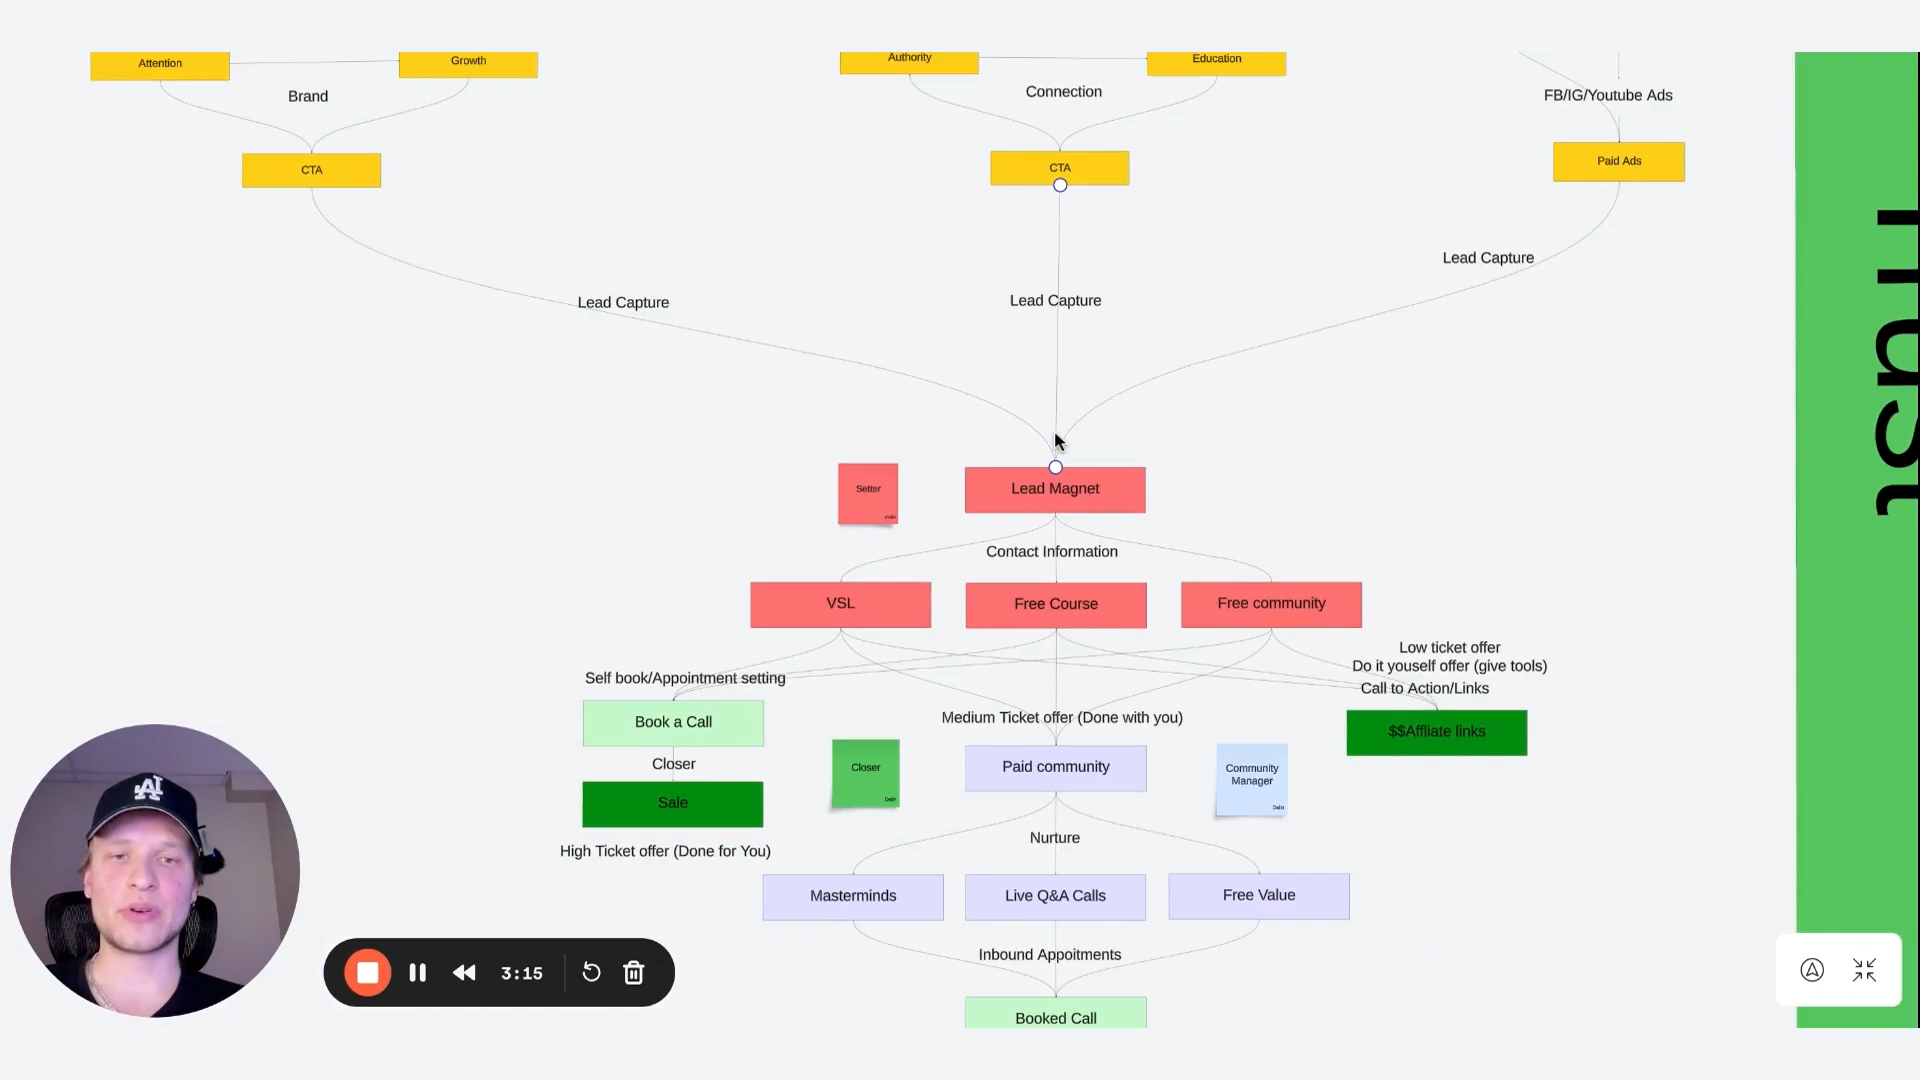 Attention
Growth
Authority
Education
Brand
Connection
FB/IG/Youtube Ads
CTA
CTA
Paid Ads
Lead Capture
Lead Capture
Lead Capture
Setter
Lead Magnet
Contact Information
VSL
Free Course
Free community
Low ticket offer
Do it youself offer (give tools)
Call to Action/Links
Self book/Appointment setting
Book a Call
Medium Ticket offer (Done with you)
$$Affliate links
Closer
Closer
Paid community
Community
Manager
Sale
Nurture
High Ticket offer (Done for You)
Masterminds
Live Q&A Calls
Free Value
Inbound Appoitments
Booked Call
3:15